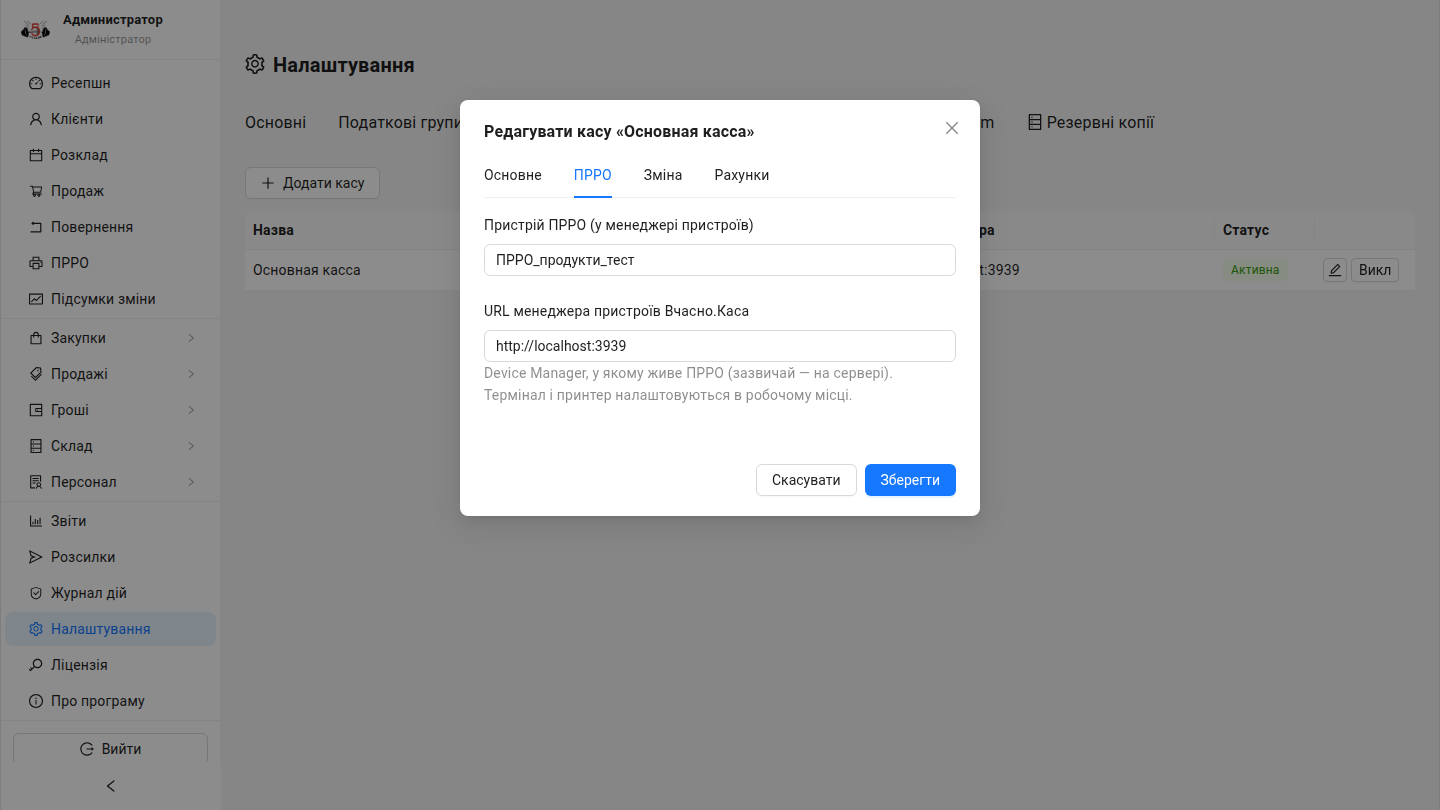 Администратор
Адміністратор
Ресепшн
Клієнти
Розклад
Продаж
Повернення
ПРРО
Підсумки зміни
Закупки
Продажі
Гроші
Склад
Персонал
Звіти
Розсилки
Журнал дій
Налаштування
Ліцензія
Про програму
Вийти
Налаштування
Основні Податкові групи m Резервні копії
Додати касу
Назва ра Статус
Основная касса t:3939 Активна Викл
Редагувати касу «Основная касса»
Основне ПРРО Зміна Рахунки
Пристрій ПРРО (у менеджері пристроїв)
ПРРО_продукти_тест
URL менеджера пристроїв Вчасно.Каса
http://localhost:3939
Device Manager, у якому живе ПРРО (зазвичай — на сервері).
Термінал і принтер налаштовуються в робочому місці.
Скасувати Зберегти